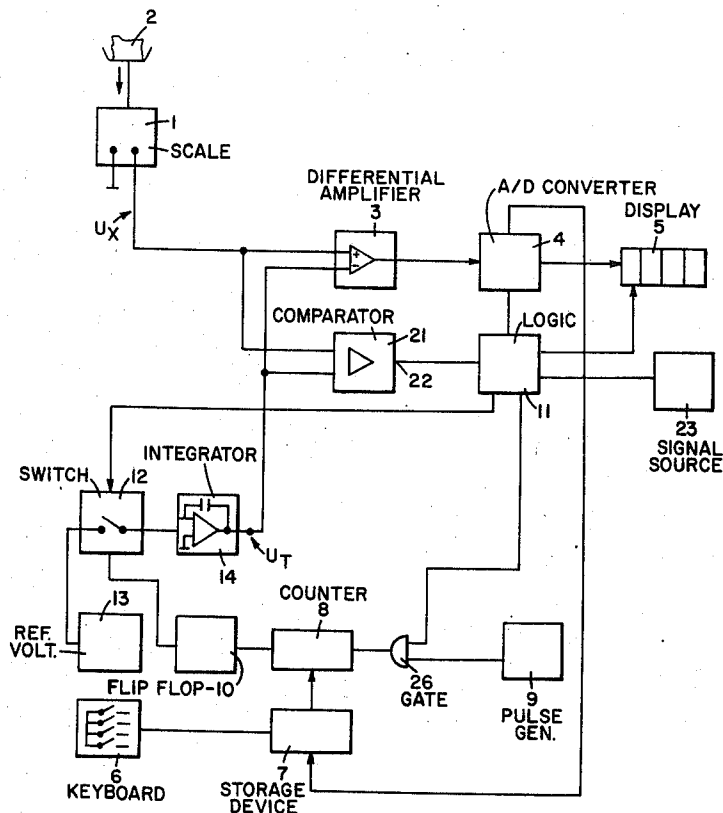 2
1
SCALE
UX
DIFFERENTIAL
AMPLIFIER
3
A/D CONVERTER
4
DISPLAY
5
COMPARATOR
21
22
LOGIC
11
23
SIGNAL
SOURCE
SWITCH
12
INTEGRATOR
14
UT
13
REF.
VOLT.
FLIP FLOP-10
COUNTER
8
26
GATE
9
PULSE
GEN.
6
KEYBOARD
7
STORAGE
DEVICE